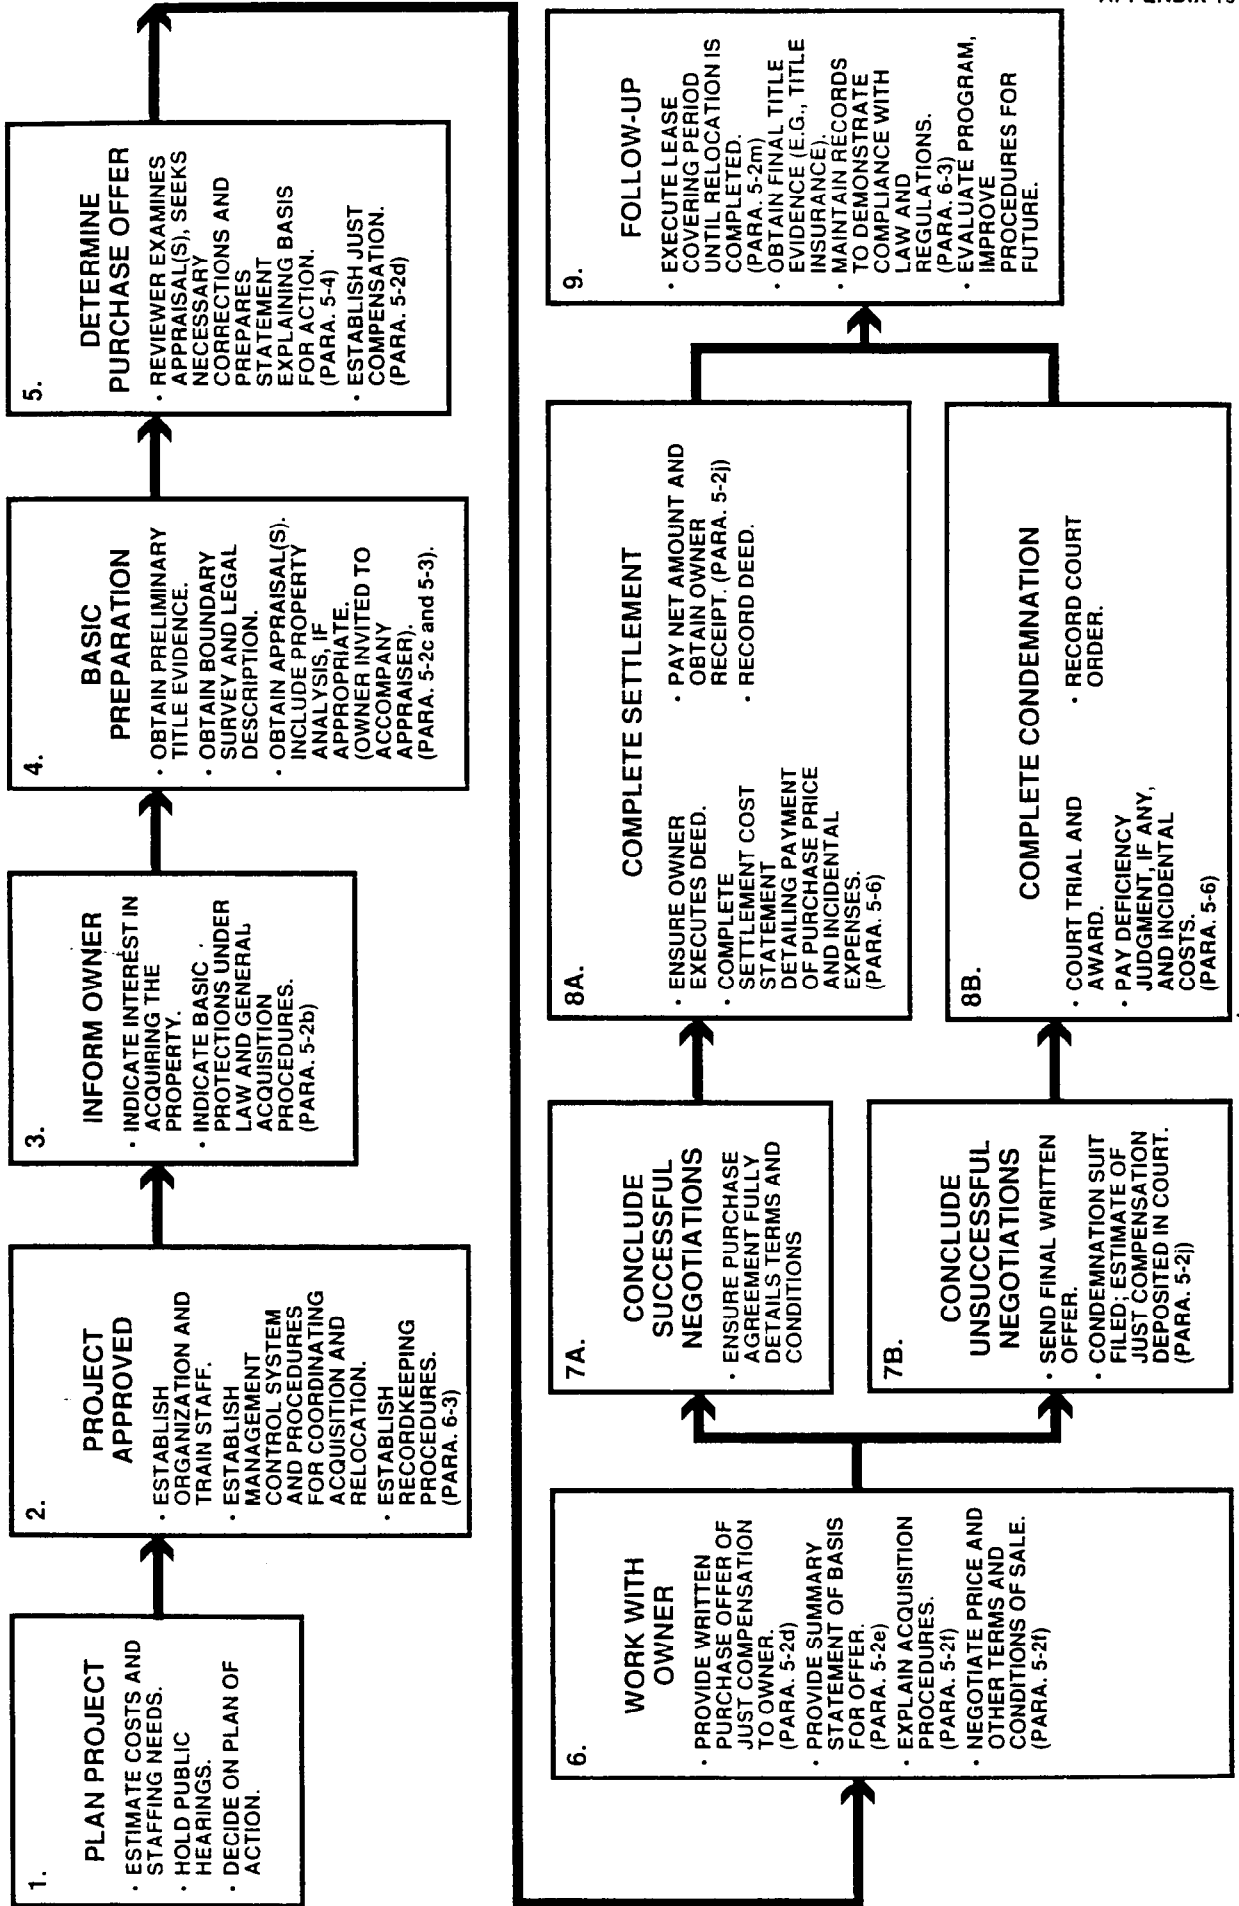 1.
PLAN PROJECT
· ESTIMATE COSTS AND
STAFFING NEEDS.
· HOLD PUBLIC
HEARINGS.
· DECIDE ON PLAN OF
ACTION.
2.
PROJECT
APPROVED
· ESTABLISH
ORGANIZATION AND
TRAIN STAFF.
· ESTABLISH
MANAGEMENT
CONTROL SYSTEM
AND PROCEDURES
FOR COORDINATING
ACQUISITION AND
RELOCATION.
· ESTABLISH
RECORDKEEPING
PROCEDURES.
(PARA. 6-3)
3.
INFORM OWNER
· INDICATE INTEREST IN
ACQUIRING THE
PROPERTY.
· INDICATE BASIC
PROTECTIONS UNDER
LAW AND GENERAL
ACQUISITION
PROCEDURES.
(PARA. 5-2b)
4.
BASIC
PREPARATION
· OBTAIN PRELIMINARY
TITLE EVIDENCE.
· OBTAIN BOUNDARY
SURVEY AND LEGAL
DESCRIPTION.
· OBTAIN APPRAISAL(S).
INCLUDE PROPERTY
ANALYSIS, IF
APPROPRIATE.
(OWNER INVITED TO
ACCOMPANY
APPRAISER).
(PARA. 5-2c and 5-3).
5.
DETERMINE
PURCHASE OFFER
· REVIEWER EXAMINES
APPRAISAL(S), SEEKS
NECESSARY
CORRECTIONS AND
PREPARES
STATEMENT
EXPLAINING BASIS
FOR ACTION.
(PARA. 5-4)
· ESTABLISH JUST
COMPENSATION.
(PARA. 5-2d)
6.
WORK WITH
OWNER
· PROVIDE WRITTEN
PURCHASE OFFER OF
JUST COMPENSATION
TO OWNER.
(PARA. 5-2d)
· PROVIDE SUMMARY
STATEMENT OF BASIS
FOR OFFER.
(PARA. 5-2e)
· EXPLAIN ACQUISITION
PROCEDURES.
(PARA. 5-2f)
· NEGOTIATE PRICE AND
OTHER TERMS AND
CONDITIONS OF SALE.
(PARA. 5-2f)
7A.
CONCLUDE
SUCCESSFUL
NEGOTIATIONS
· ENSURE PURCHASE
AGREEMENT FULLY
DETAILS TERMS AND
CONDITIONS
7B.
CONCLUDE
UNSUCCESSFUL
NEGOTIATIONS
· SEND FINAL WRITTEN
OFFER.
· CONDEMNATION SUIT
FILED; ESTIMATE OF
JUST COMPENSATION
DEPOSITED IN COURT.
(PARA. 5-2j)
8A.
COMPLETE SETTLEMENT
· ENSURE OWNER
EXECUTES DEED.
· COMPLETE
SETTLEMENT COST
STATEMENT
DETAILING PAYMENT
OF PURCHASE PRICE
AND INCIDENTAL
EXPENSES.
(PARA. 5-6)
· PAY NET AMOUNT AND
OBTAIN OWNER
RECEIPT. (PARA. 5-2j)
· RECORD DEED.
8B.
COMPLETE CONDEMNATION
· COURT TRIAL AND
AWARD.
· PAY DEFICIENCY
JUDGMENT, IF ANY,
AND INCIDENTAL
COSTS.
(PARA. 5-6)
· RECORD COURT
ORDER.
9.
FOLLOW-UP
· EXECUTE LEASE
COVERING PERIOD
UNTIL RELOCATION IS
COMPLETED.
(PARA. 5-2m)
· OBTAIN FINAL TITLE
EVIDENCE (E.G., TITLE
INSURANCE).
· MAINTAIN RECORDS
TO DEMONSTRATE
COMPLIANCE WITH
LAW AND
REGULATIONS.
(PARA. 6-3)
· EVALUATE PROGRAM,
IMPROVE
PROCEDURES FOR
FUTURE.